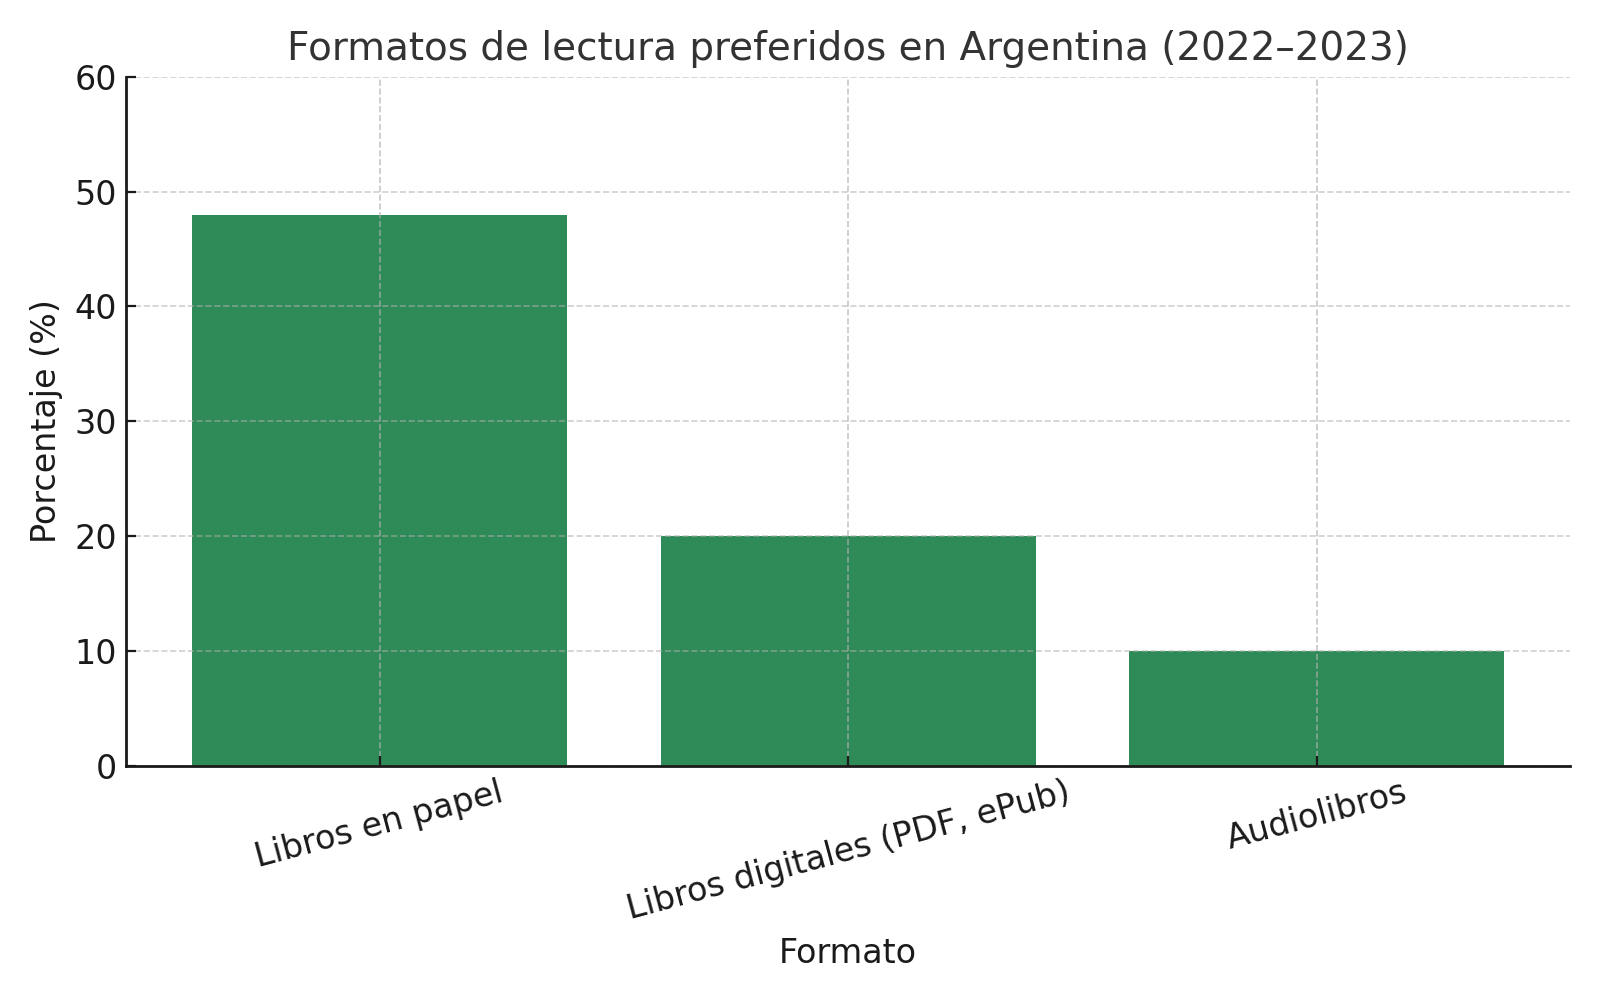 Formatos de lectura preferidos en Argentina (2022–2023)
Porcentaje (%)
60
50
40
30
20
10
0
Libros en papel
Libros digitales (PDF, ePub)
Audiolibros
Formato